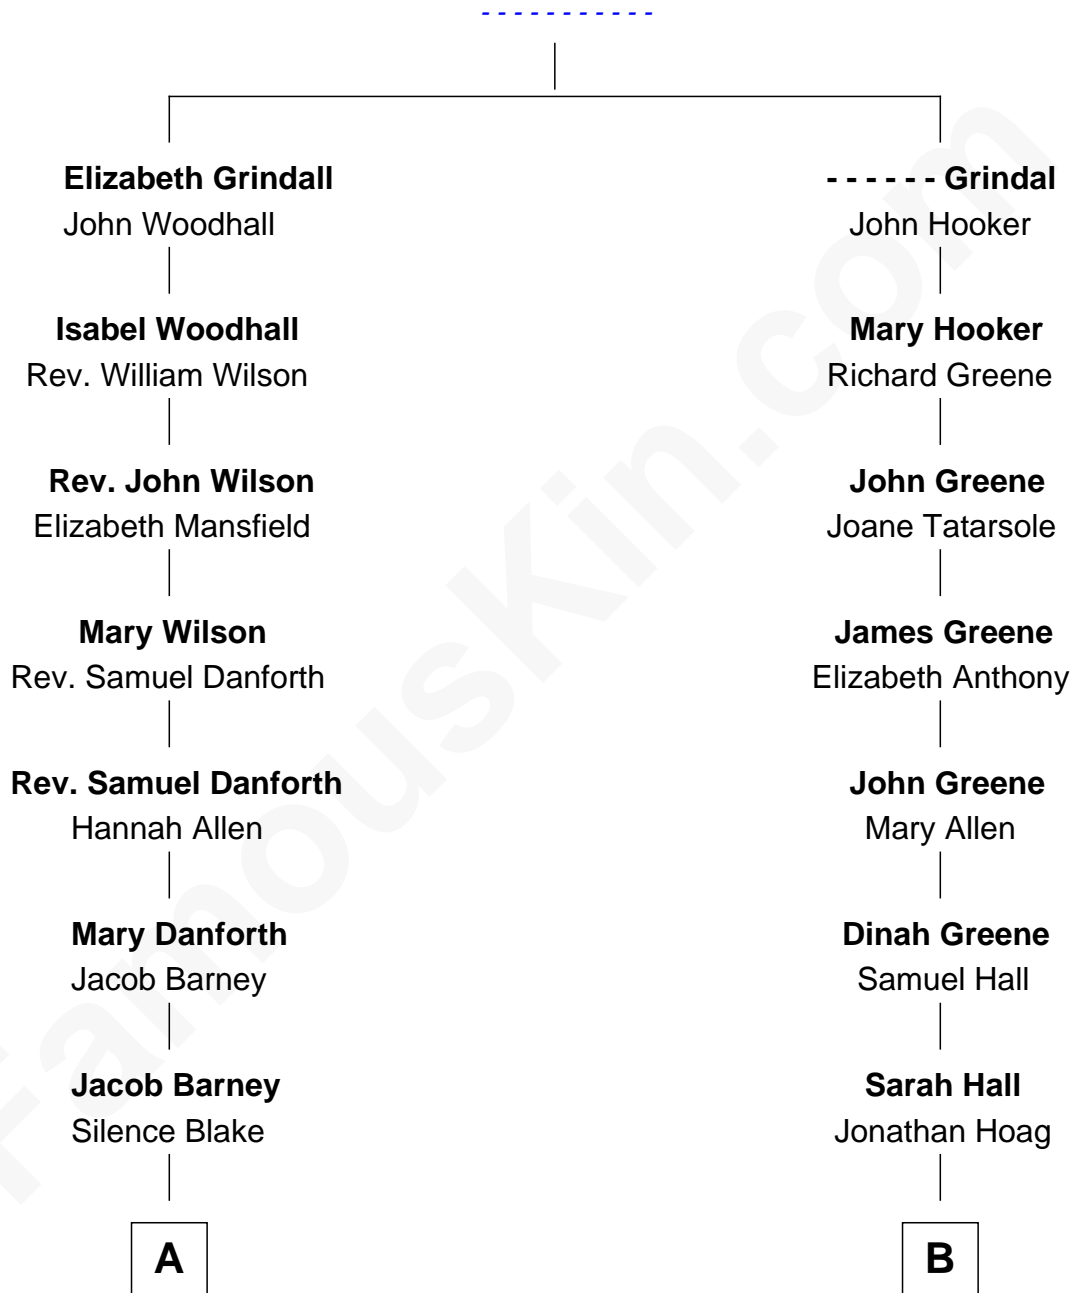 - - - - - - - - - - -
Elizabeth Grindall
John Woodhall
Isabel Woodhall
Rev. William Wilson
Rev. John Wilson
Elizabeth Mansfield
Mary Wilson
Rev. Samuel Danforth
Rev. Samuel Danforth
Hannah Allen
Mary Danforth
Jacob Barney
Jacob Barney
Silence Blake
A
- - - - - - Grindal
John Hooker
Mary Hooker
Richard Greene
John Greene
Joane Tatarsole
James Greene
Elizabeth Anthony
John Greene
Mary Allen
Dinah Greene
Samuel Hall
Sarah Hall
Jonathan Hoag
B
FamousKin.com